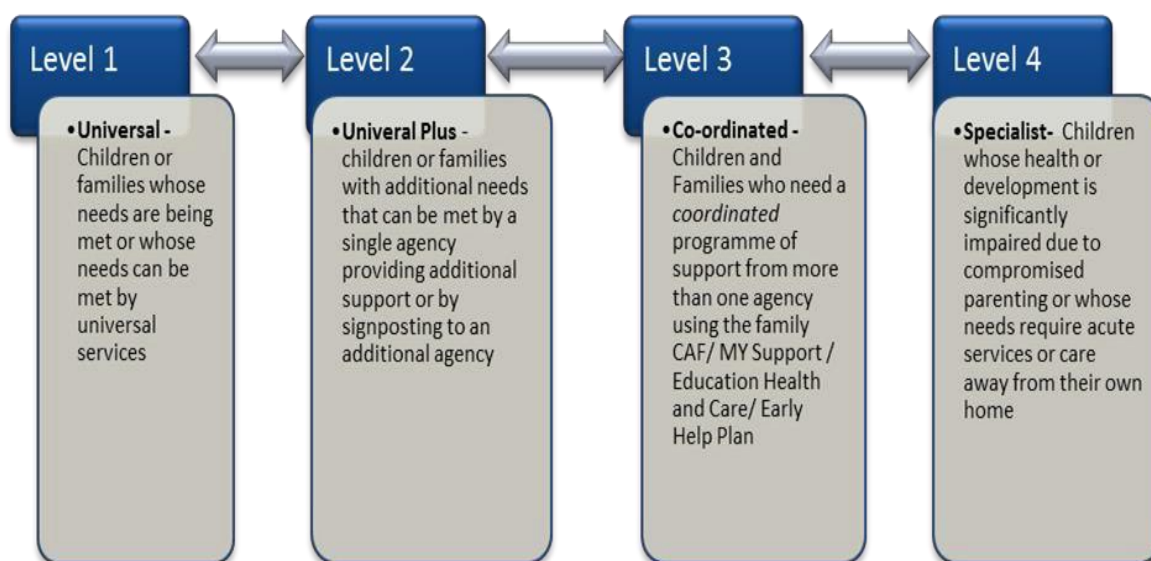 Level 1
•Universal -
Children or
families whose
needs are being
met or whose
needs can be
met by
universal
services
Level 2
•Univeral Plus -
children or families
with additional needs
that can be met by a
single agency
providing additional
support or by
signposting to an
additional agency
Level 3
•Co-ordinated -
Children and
Families who need a
coordinated
programme of
support from more
than one agency
using the family
CAF/ MY Support /
Education Health
and Care/ Early
Help Plan
Level 4
•Specialist- Children
whose health or
development is
significantly
impaired due to
compromised
parenting or whose
needs require acute
services or care
away from their own
home